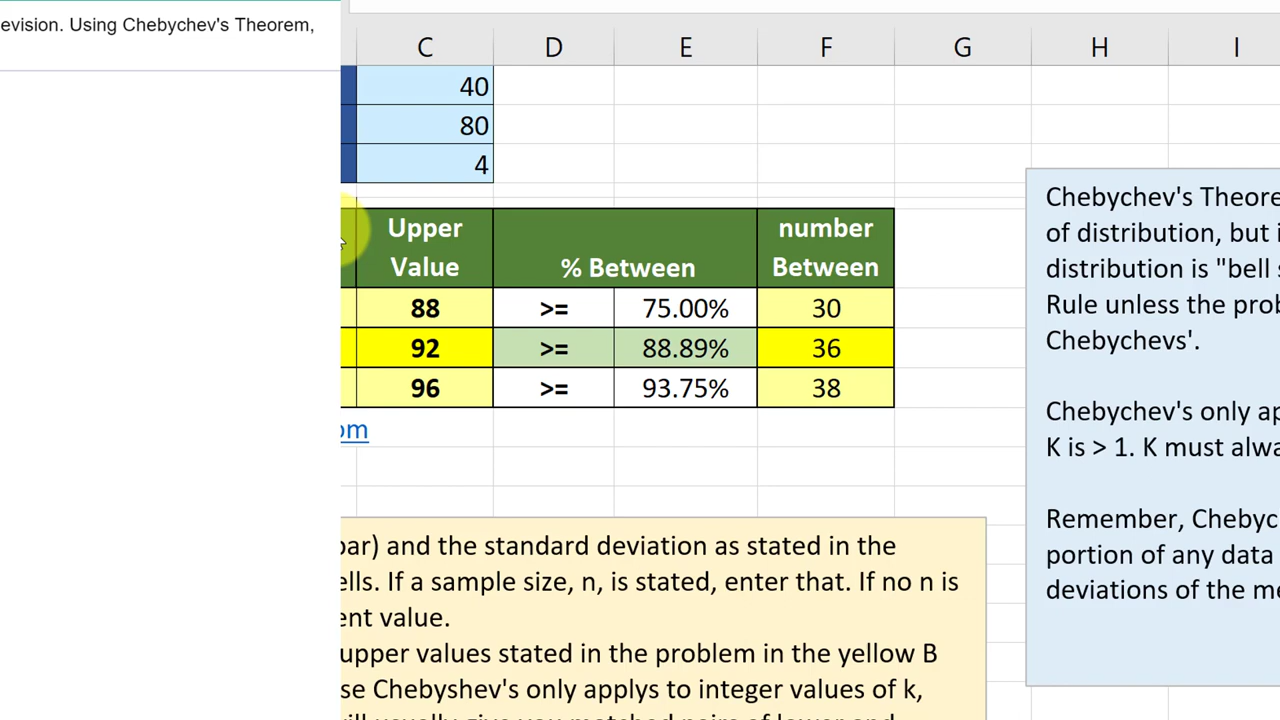 evision. Using Chebychev's Theorem,
C D E F G H I
40
80
4
Upper Value % Between number Between
88 >= 75.00% 30
92 >= 88.89% 36
96 >= 93.75% 38
om
bar) and the standard deviation as stated in the
ells. If a sample size, n, is stated, enter that. If no n is
ent value.
upper values stated in the problem in the yellow B
se Chebyshev's only applys to integer values of k,
Chebychev's Theore
of distribution, but i
distribution is "bell s
Rule unless the prob
Chebychevs'.
Chebychev's only ap
K is > 1. K must alwa
Remember, Chebyc
portion of any data
deviations of the me